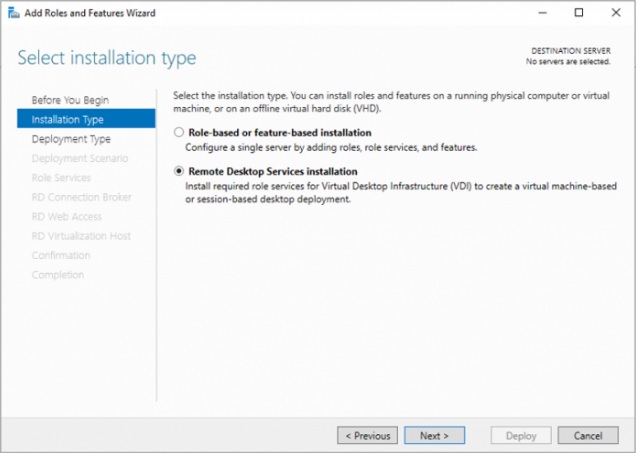 Add Roles and Features Wizard
Select installation type
DESTINATION SERVER
No servers are selected.
Before You Begin
Installation Type
Deployment Type
Deployment Scenario
Role Services
RD Connection Broker
RD Web Access
RD Virtualization Host
Confirmation
Completion
Select the installation type. You can install roles and features on a running physical computer or virtual
machine, or on an offline virtual hard disk (VHD).
Role-based or feature-based installation
Configure a single server by adding roles, role services, and features.
Remote Desktop Services installation
Install required role services for Virtual Desktop Infrastructure (VDI) to create a virtual machine-based
or session-based desktop deployment.
< Previous
Next >
Deploy
Cancel